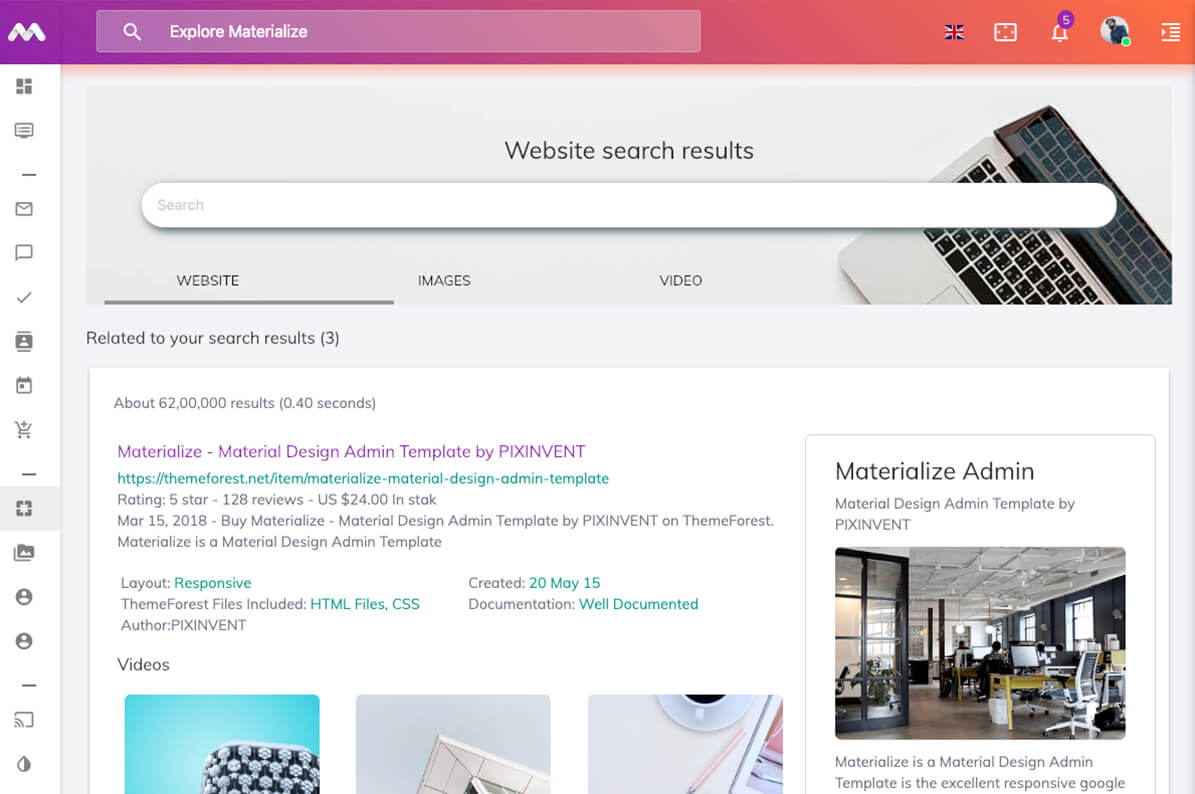 Explore Materialize
5
Website search results
Search
WEBSITE
IMAGES
VIDEO
Related to your search results (3)
About 62,00,000 results (0.40 seconds)
Materialize - Material Design Admin Template by PIXINVENT
https://themeforest.net/item/materialize-material-design-admin-template
Rating: 5 star - 128 reviews - US $24.00 In stak
Mar 15, 2018 - Buy Materialize - Material Design Admin Template by PIXINVENT on ThemeForest.
Materialize is a Material Design Admin Template
Layout: Responsive
ThemeForest Files Included: HTML Files, CSS
Author:PIXINVENT
Created: 20 May 15
Documentation: Well Documented
Videos
Materialize Admin
Material Design Admin Template by
PIXINVENT
Materialize is a Material Design Admin
Template is the excellent responsive google